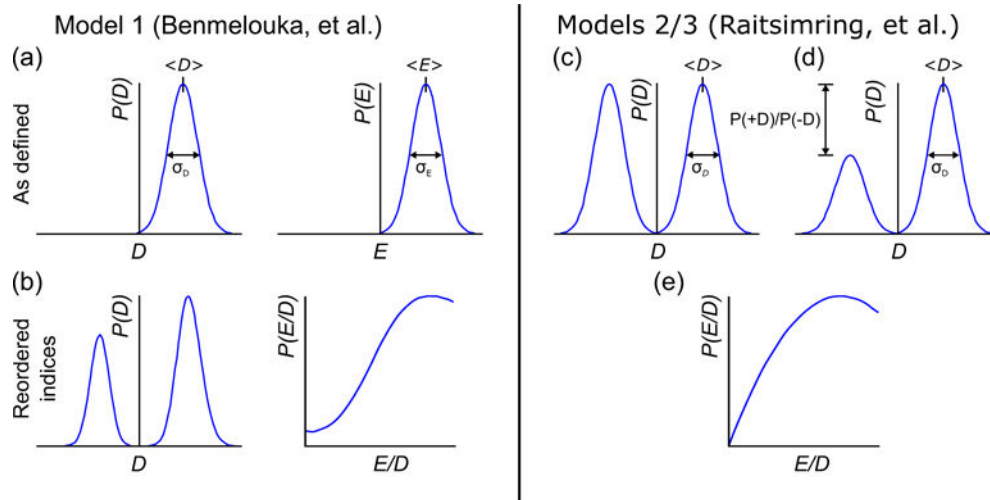 Model 1 (Benmelouka, et al.)
Models 2/3 (Raitsimring, et al.)
As defined
(a)
<D>
P(D)
σD
D
<E>
P(E)
σE
E
(c)
<D>
P(D)
σD
D
(d)
<D>
P(D)
P(+D)/P(-D)
σD
D
Reordered
indices
(b)
P(D)
D
P(E/D)
E/D
(e)
P(E/D)
E/D